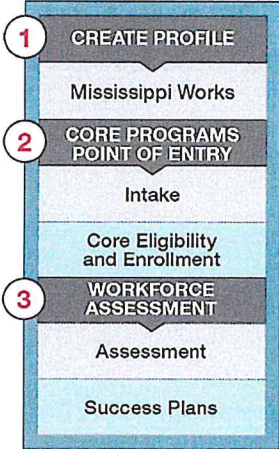 1
CREATE PROFILE
Mississippi Works
2
CORE PROGRAMS
POINT OF ENTRY
Intake
Core Eligibility
and Enrollment
3
WORKFORCE
ASSESSMENT
Assessment
Success Plans